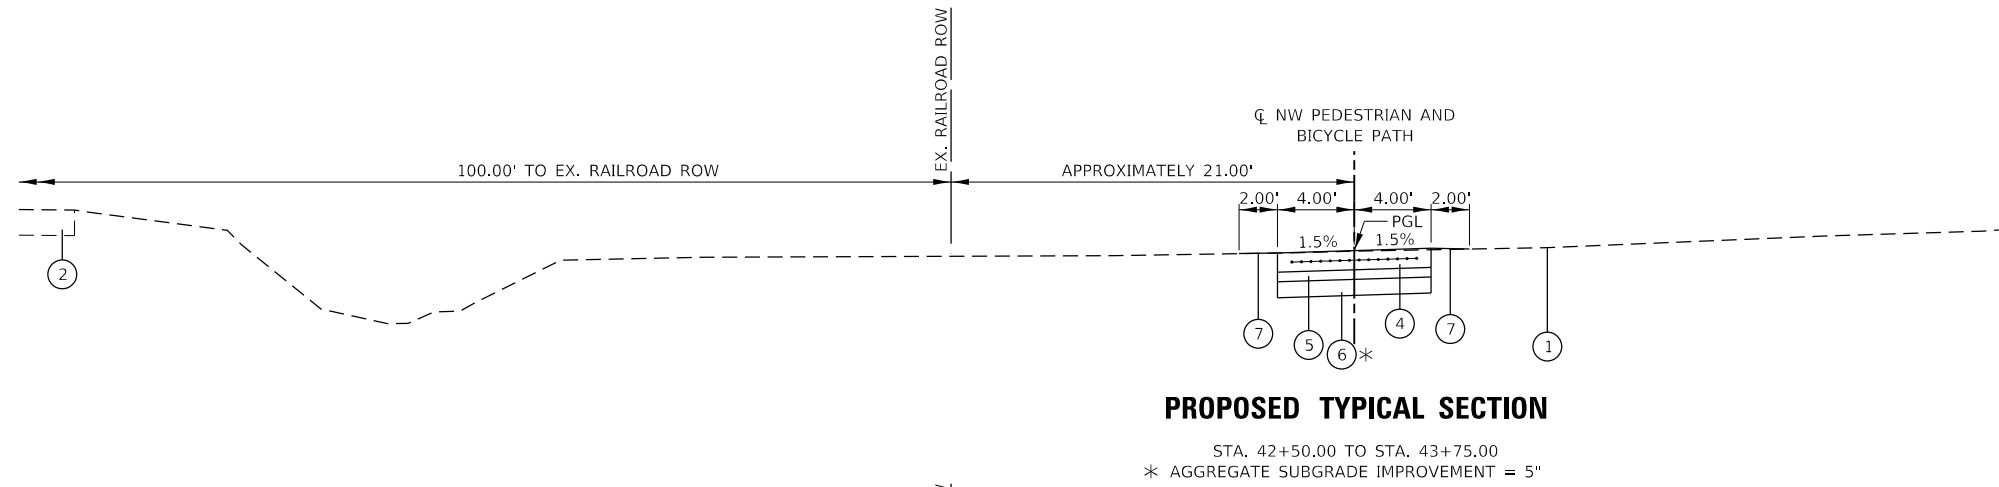 EX. RAILROAD ROW
℄ NW PEDESTRIAN AND
BICYCLE PATH
100.00' TO EX. RAILROAD ROW
APPROXIMATELY 21.00'
2.00' 4.00' 4.00' 2.00'
PGL
1.5% 1.5%
2
7
5
6 *
4
7
1
PROPOSED TYPICAL SECTION
STA. 42+50.00 TO STA. 43+75.00
* AGGREGATE SUBGRADE IMPROVEMENT = 5"